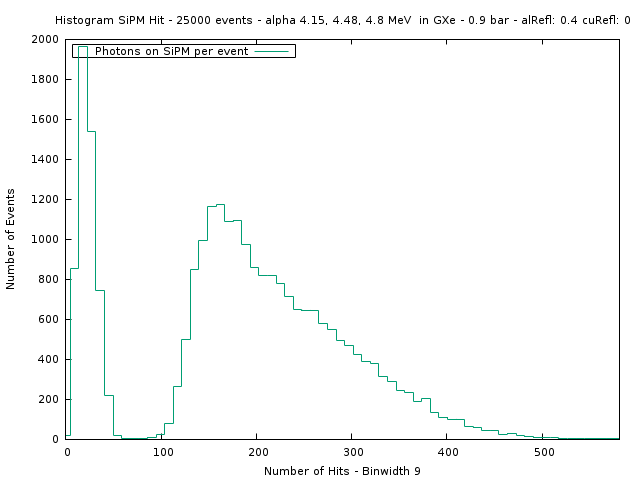 Histogram SiPM Hit - 25000 events - alpha 4.15, 4.48, 4.8 MeV  in GXe - 0.9 bar - alRefl: 0.4 cuRefl: 0
Photons on SiPM per event
2000
1800
1600
1400
1200
1000
800
600
400
200
0
Number of Events
0 100 200 300 400 500
Number of Hits - Binwidth 9